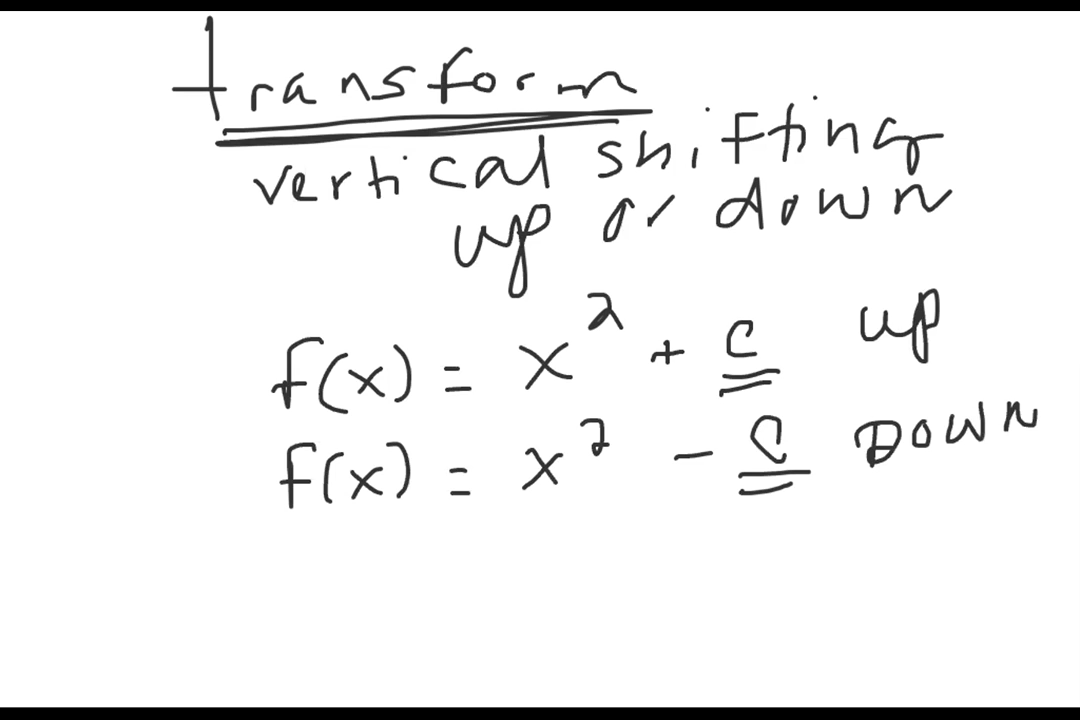 transform
vertical shifting
up or down
f(x) = x² + c up
f(x) = x² - c DOWN